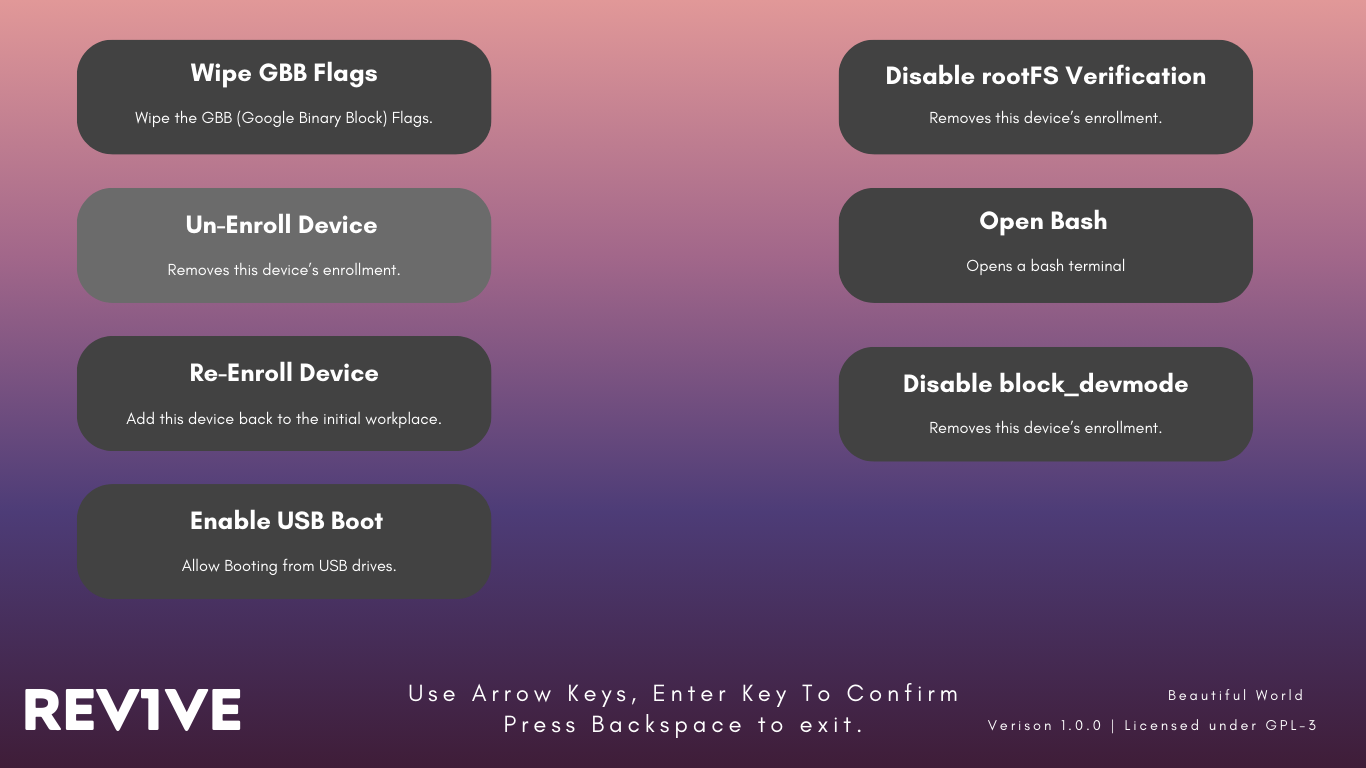 Wipe GBB Flags
Wipe the GBB (Google Binary Block) Flags.
Un-Enroll Device
Removes this device's enrollment.
Re-Enroll Device
Add this device back to the initial workplace.
Enable USB Boot
Allow Booting from USB drives.
Disable rootFS Verification
Removes this device's enrollment.
Open Bash
Opens a bash terminal
Disable block_devmode
Removes this device's enrollment.
REV1VE
Use Arrow Keys, Enter Key To Confirm
Press Backspace to exit.
Beautiful World
Verison 1.0.0 | Licensed under GPL-3